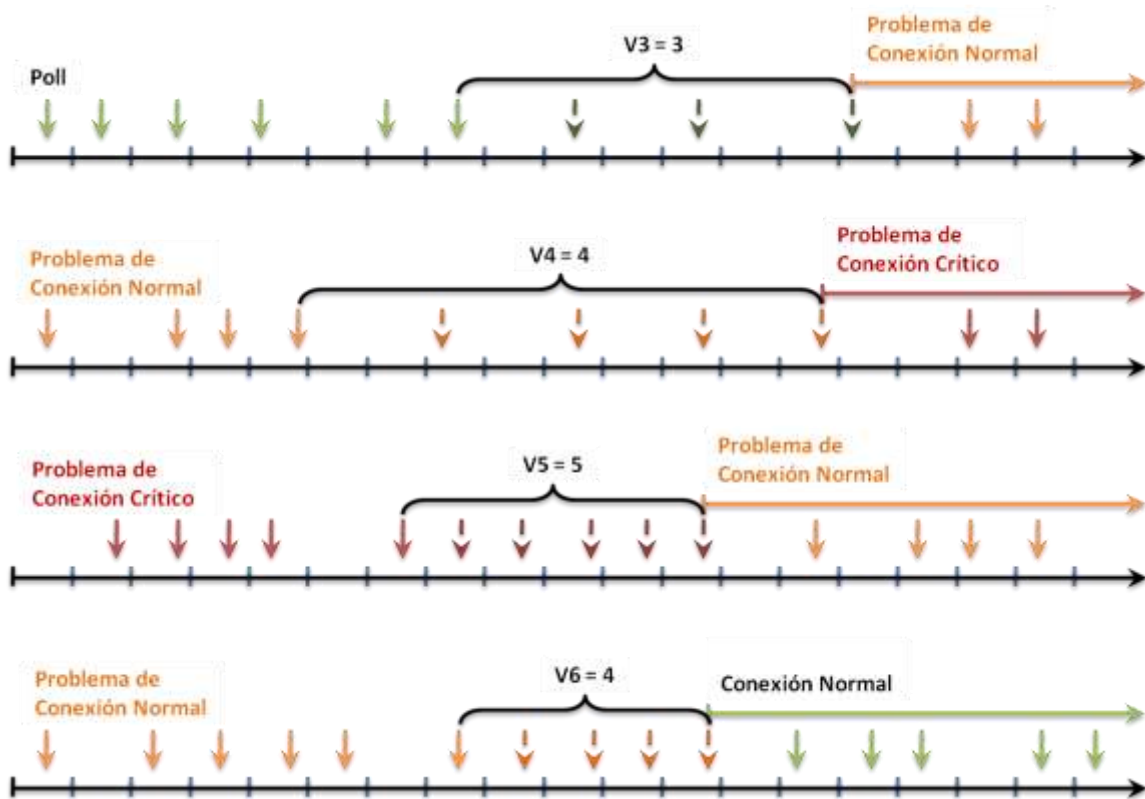 Problema de
Conexión Normal
V3 = 3
Poll
Problema de
Conexión Crítico
V4 = 4
Problema de
Conexión Normal
Problema de
Conexión Normal
V5 = 5
Problema de
Conexión Crítico
V6 = 4
Problema de
Conexión Normal
Conexión Normal